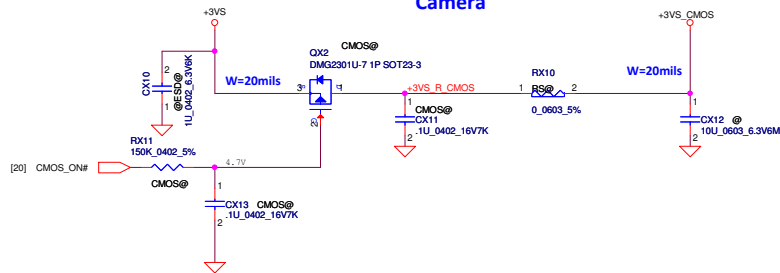 Camera
+3VS
+3VS_CMOS
QX2
CMOS@
DMG2301U-7 1P SOT23-3
CX10
@ESD@
1U_0402_6.3V6K
2
1
W=20mils
3
1
2
+3VS_R_CMOS
1
RX10
2
RS@
0_0603_5%
W=20mils
CMOS@
1
CX11
.1U_0402_16V7K
2
1
CX12 @
10U_0603_6.3V6M
2
RX11
150K_0402_5%
[20] CMOS_ON#
CMOS@
4.7V
1
CX13 CMOS@
.1U_0402_16V7K
2